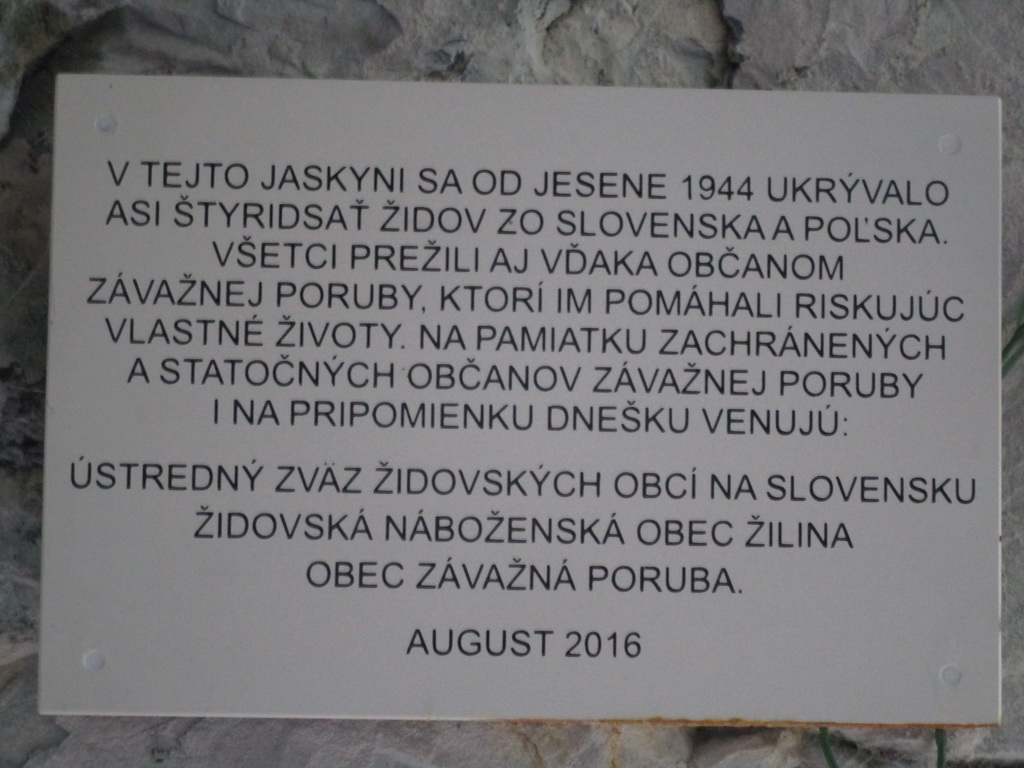 V TEJTO JASKYNI SA OD JESENE 1944 UKRÝVALO
ASI ŠTYRIDSAŤ ŽIDOV ZO SLOVENSKA A POĽSKA.
VŠETCI PREŽILI AJ VĎAKA OBČANOM
ZÁVAŽNEJ PORUBY, KTORÍ IM POMÁHALI RISKUJÚC
VLASTNÉ ŽIVOTY. NA PAMIATKU ZACHRÁNENÝCH
A STATOČNÝCH OBČANOV ZÁVAŽNEJ PORUBY
I NA PRIPOMIENKU DNEŠKU VENUJÚ:
ÚSTREDNÝ ZVÄZ ŽIDOVSKÝCH OBCÍ NA SLOVENSKU
ŽIDOVSKÁ NÁBOŽENSKÁ OBEC ŽILINA
OBEC ZÁVAŽNÁ PORUBA.
AUGUST 2016